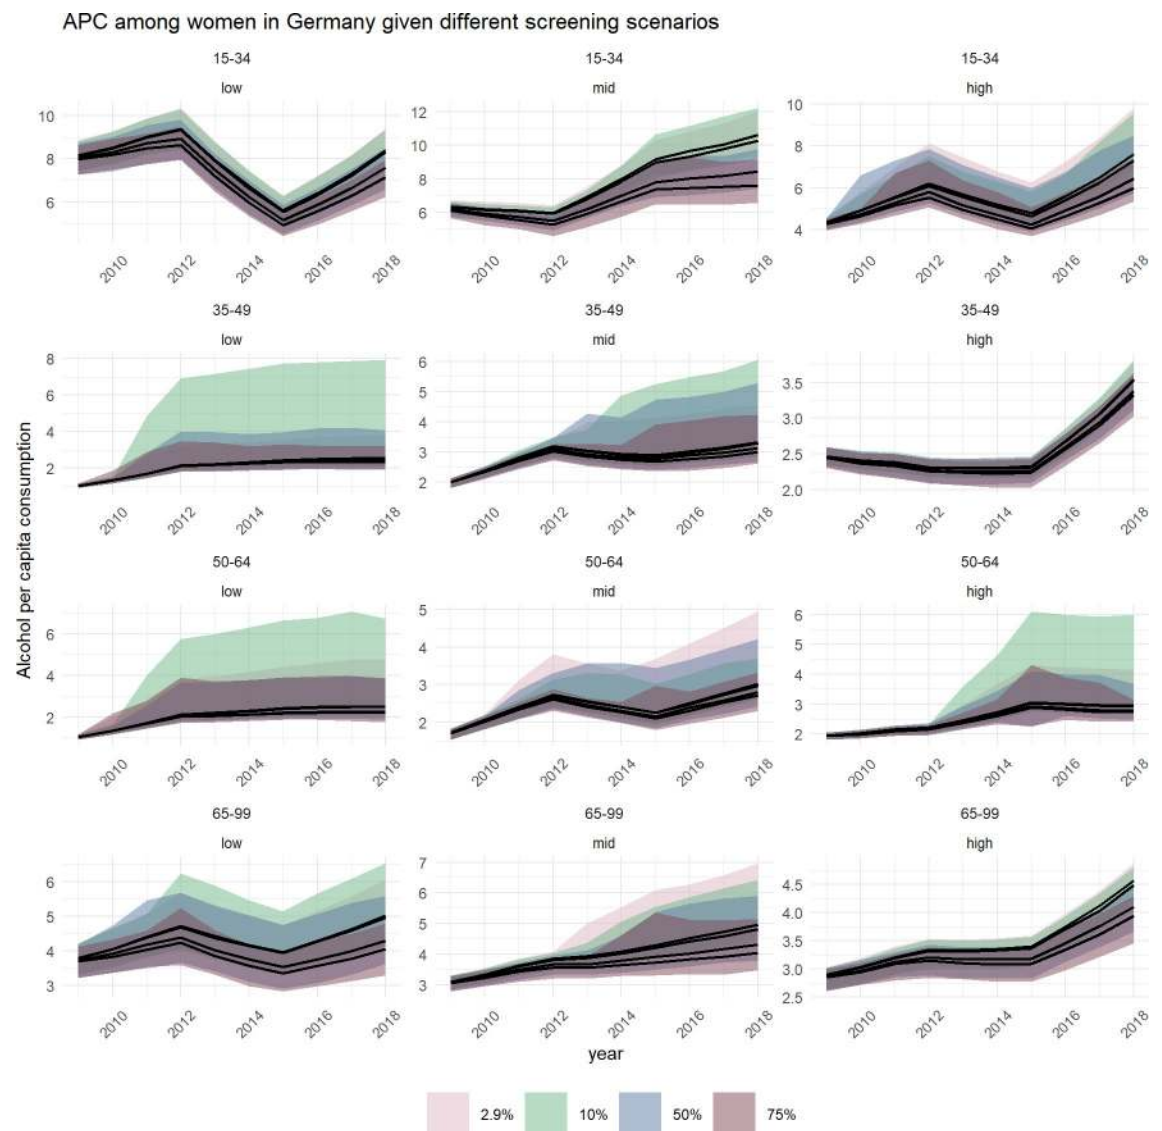 APC among women in Germany given different screening scenarios
15-34 15-34 15-34
low mid high
10 12 10
8 10 8
6 8 6
6 4
2010 2012 2014 2016 2018 2010 2012 2014 2016 2018 2010 2012 2014 2016 2018
35-49 35-49 35-49
low mid high
8 6 3.5
6 5 3.0
4 4 2.5
2 3 2.0
2
2010 2012 2014 2016 2018 2010 2012 2014 2016 2018 2010 2012 2014 2016 2018
Alcohol per capita consumption
50-64 50-64 50-64
low mid high
6 5 6
4 4 5
2 3 4
2 3
2
2010 2012 2014 2016 2018 2010 2012 2014 2016 2018 2010 2012 2014 2016 2018
65-99 65-99 65-99
low mid high
6 7 4.5
5 6 4.0
4 5 3.5
3 4 3.0
3 2.5
2010 2012 2014 2016 2018 2010 2012 2014 2016 2018 2010 2012 2014 2016 2018
year
2.9% 10% 50% 75%